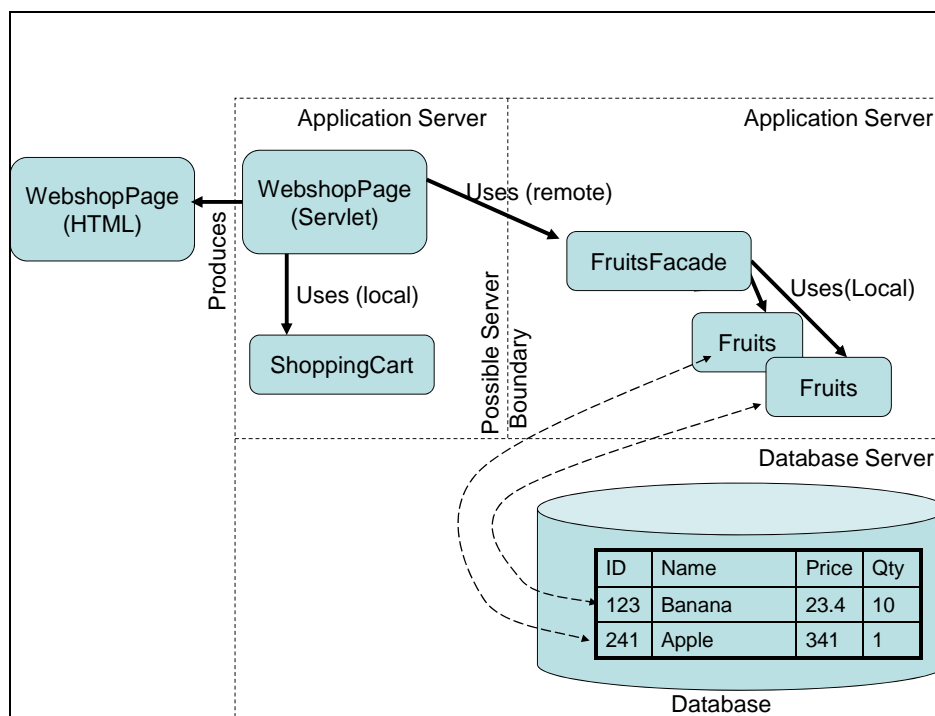 Application Server
Application Server
WebshopPage
(HTML)
WebshopPage
(Servlet)
Uses (remote)
Produces
Uses (local)
FruitsFacade
Uses(Local)
ShoppingCart
Possible Server
Boundary
Fruits
Fruits
Database Server
ID Name Price Qty
123 Banana 23.4 10
241 Apple 341 1
Database